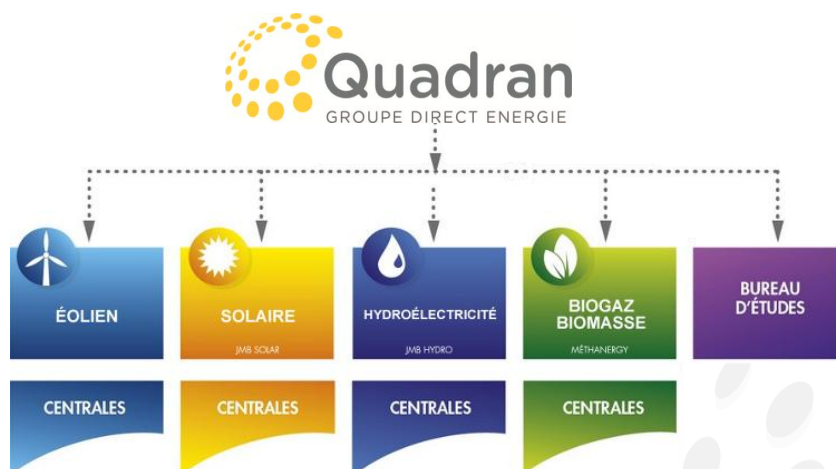 Quadran
GROUPE DIRECT ENERGIE
ÉOLIEN
SOLAIRE
JMB SOLAR
HYDROÉLECTRICITÉ
JMB HYDRO
BIOGAZ
BIOMASSE
MÉTHANERGY
BUREAU
D'ÉTUDES
CENTRALES
CENTRALES
CENTRALES
CENTRALES